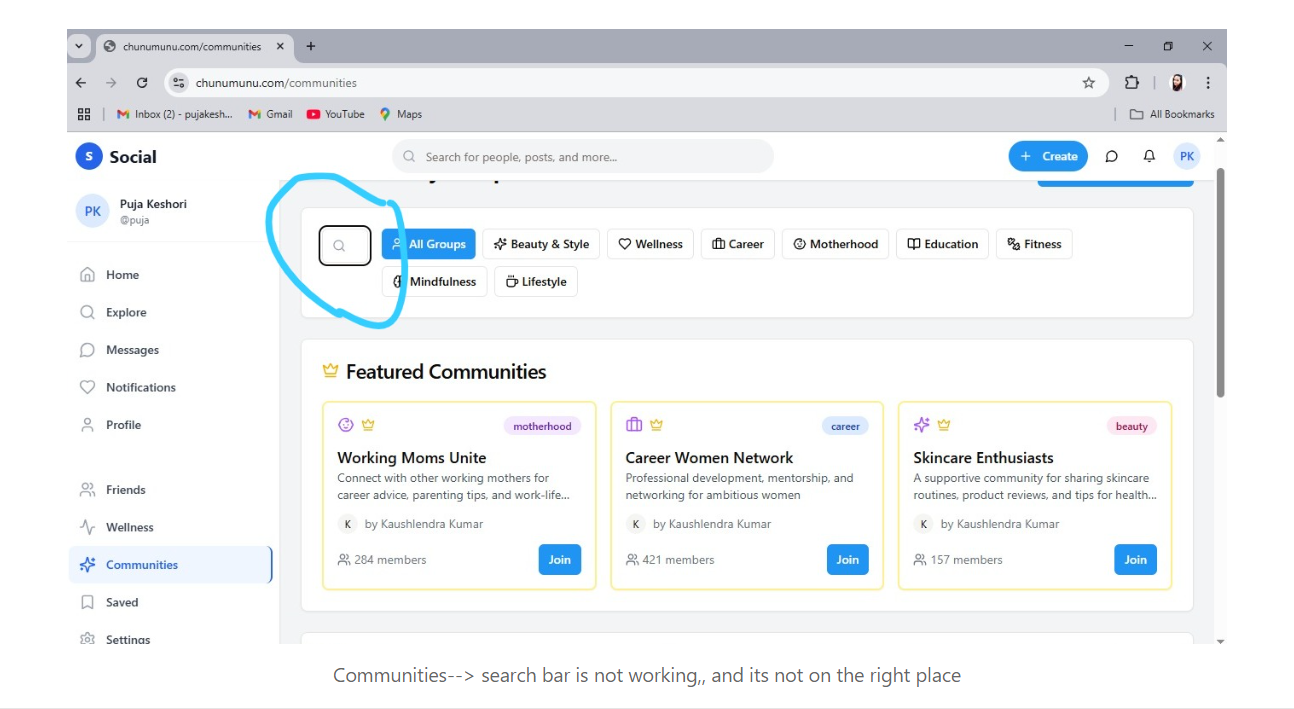 chunumunu.com/communities
chunumunu.com/communities
Inbox (2) - pujakesh... Gmail YouTube Maps All Bookmarks
S Social Search for people, posts, and more... + Create PK
PK Puja Keshori
@puja
All Groups Beauty & Style Wellness Career Motherhood Education Fitness
Mindfulness Lifestyle
Home
Explore
Messages
Notifications
Profile
Friends
Wellness
Communities
Saved
Settings
Featured Communities
motherhood
Working Moms Unite
Connect with other working mothers for
career advice, parenting tips, and work-life...
K by Kaushlendra Kumar
284 members Join
career
Career Women Network
Professional development, mentorship, and
networking for ambitious women
K by Kaushlendra Kumar
421 members Join
beauty
Skincare Enthusiasts
A supportive community for sharing skincare
routines, product reviews, and tips for health...
K by Kaushlendra Kumar
157 members Join
Communities--> search bar is not working,, and its not on the right place